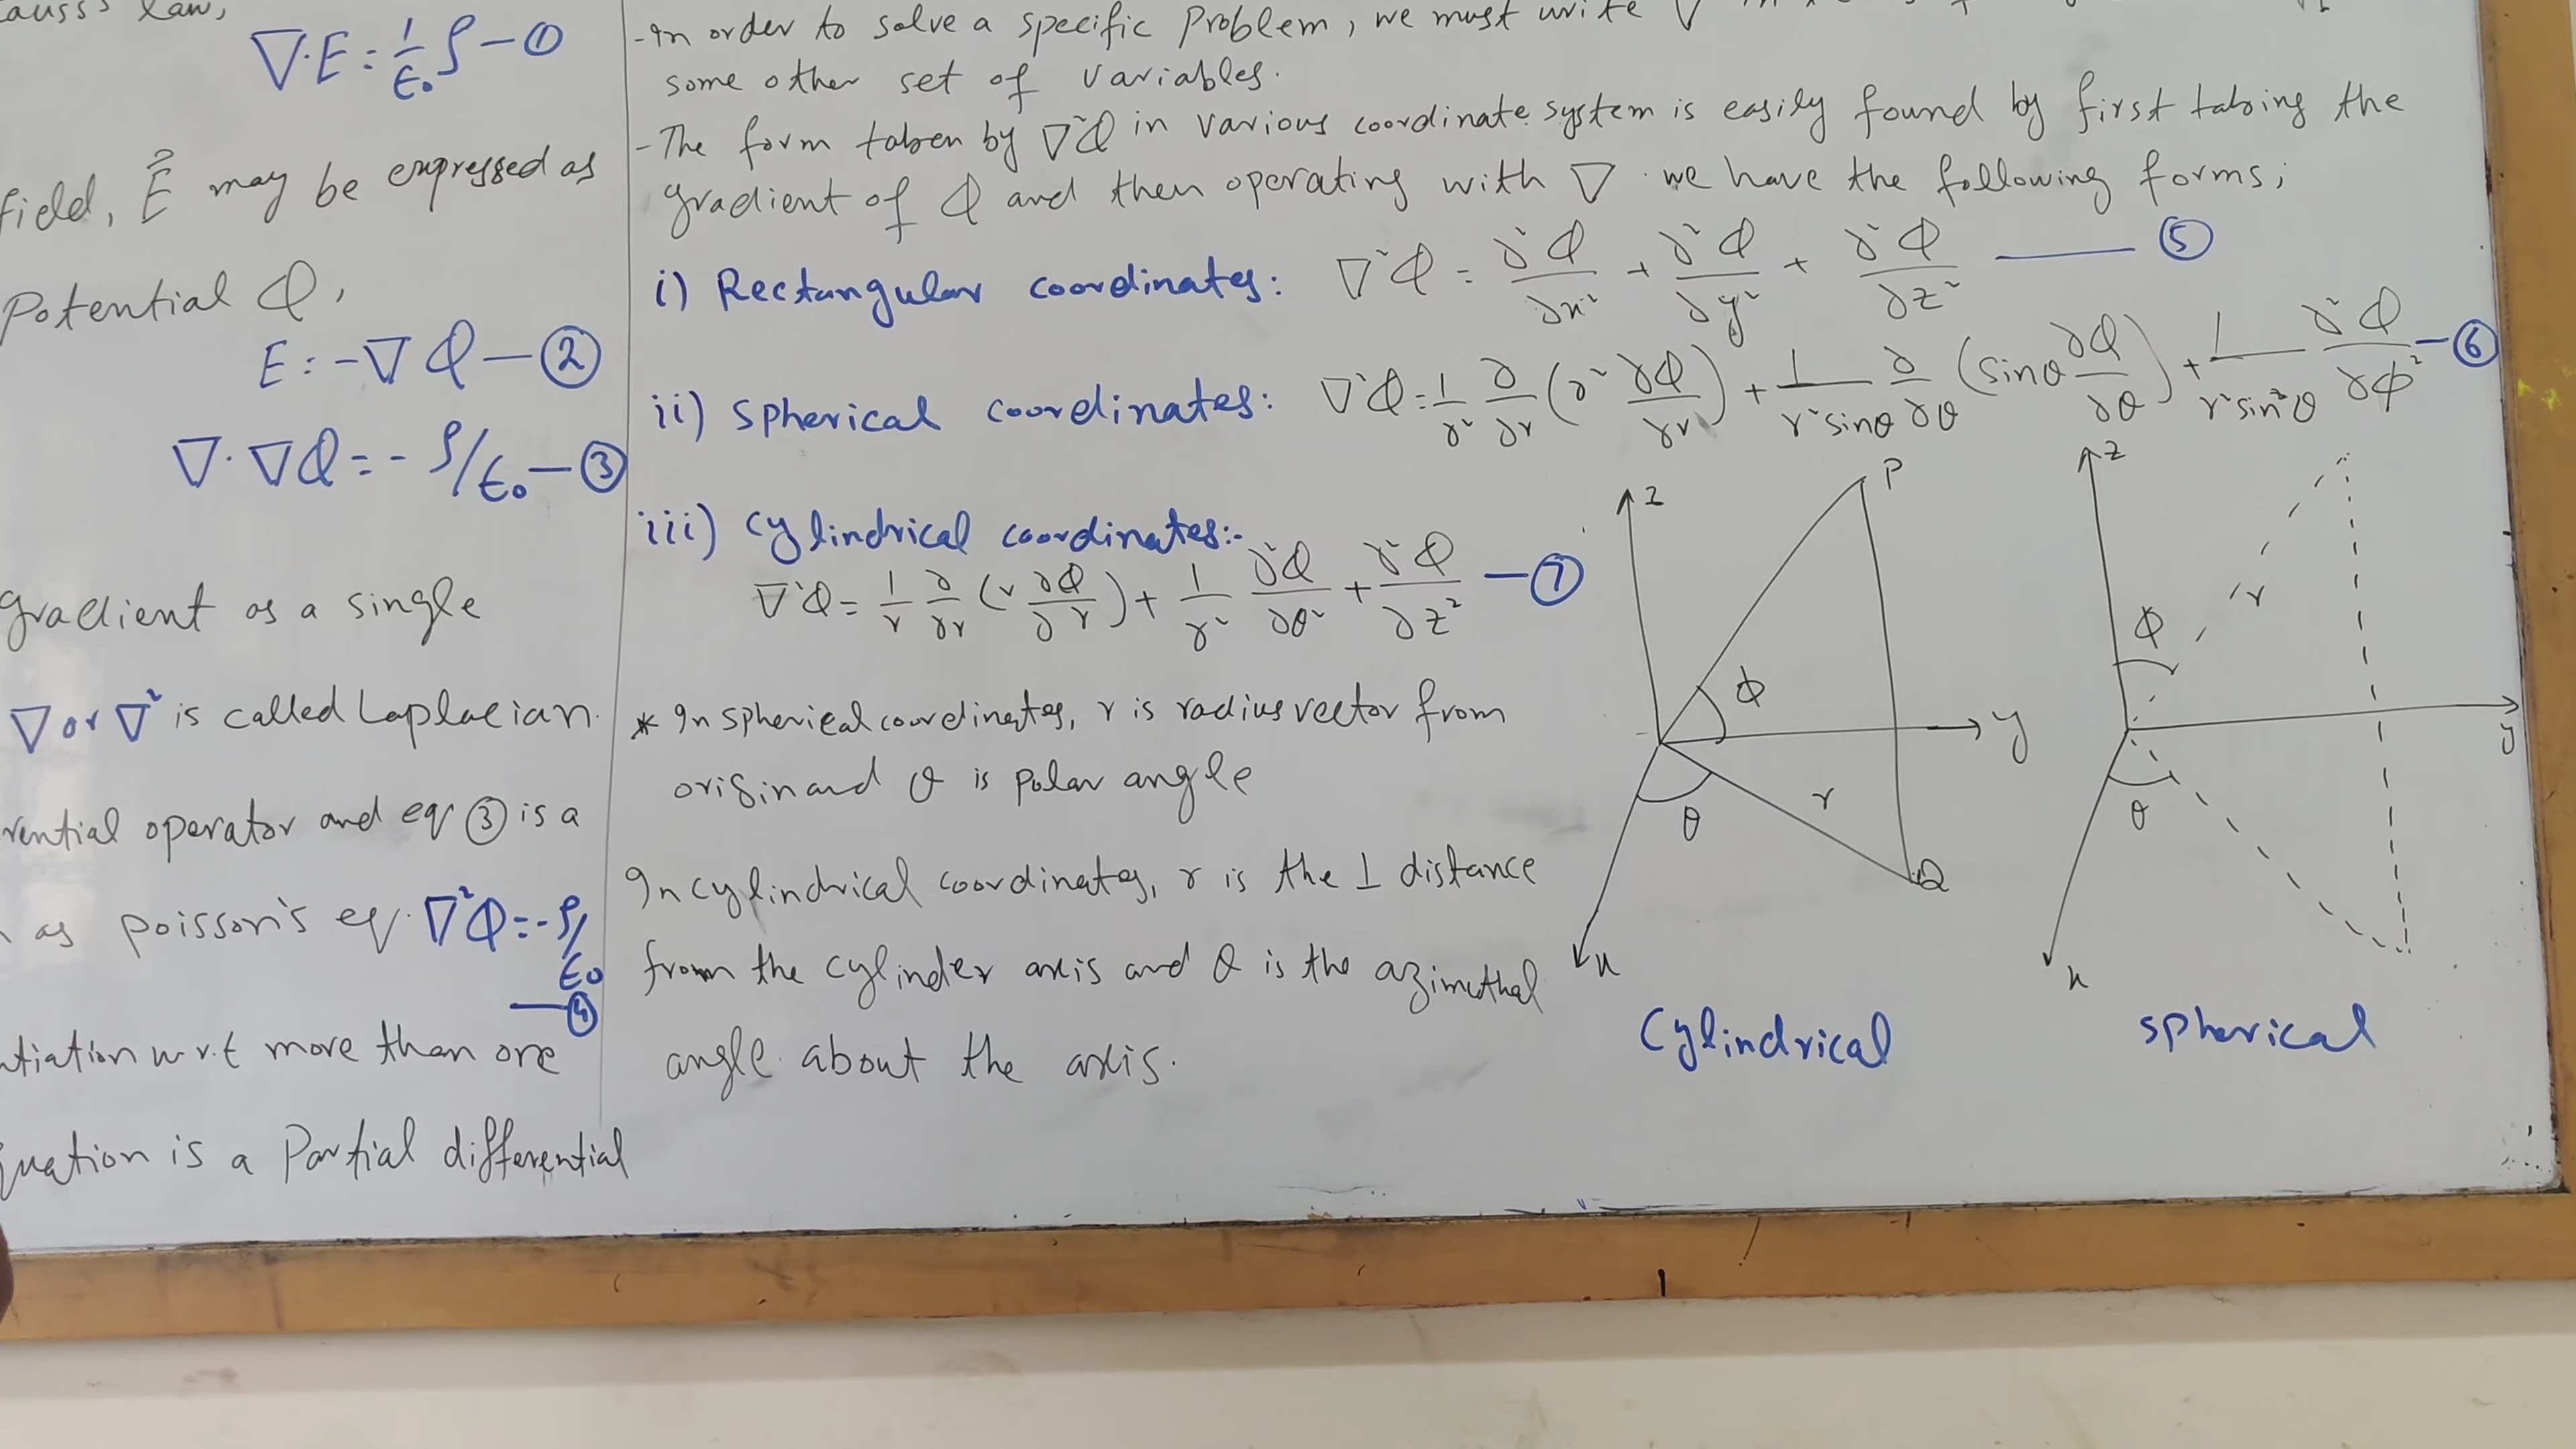 law,
∇·E = 1/ε₀ ρ — ①
field, E⃗ may be expressed as
Potential Φ,
E = -∇Φ — ②
∇·∇Φ = - ρ/ε₀ — ③
gradient as a single
∇ or ∇² is called Laplacian.
operator and eq ③ is a
as poisson's eq. ∇²Φ = -ρ/ε₀
— ④
w.r.t more than one
is a Partial differential
- In order to solve a specific Problem, we must write ∇
some other set of variables.
- The form taken by ∇²Φ in various coordinate system is easily found by first taking the
gradient of Φ and then operating with ∇. we have the following forms;
i) Rectangular coordinates: ∇²Φ = ∂²Φ/∂x² + ∂²Φ/∂y² + ∂²Φ/∂z² — ⑤
ii) Spherical coordinates: ∇²Φ = 1/r² ∂/∂r (r² ∂Φ/∂r) + 1/r² sinθ ∂/∂θ (sinθ ∂Φ/∂θ) + 1/r² sin²θ ∂²Φ/∂ϕ² — ⑥
iii) Cylindrical coordinates:-
∇²Φ = 1/r ∂/∂r (r ∂Φ/∂r) + 1/r² ∂²Φ/∂θ² + ∂²Φ/∂z² — ⑦
* In spherical coordinates, r is radius vector from
origin and θ is polar angle
In cylindrical coordinates, r is the ⊥ distance
from the cylinder axis and θ is the azimuthal
angle about the axis.
z
P
ϕ
y
θ
r
Q
x
Cylindrical
z
ϕ
r
y
θ
x
Spherical